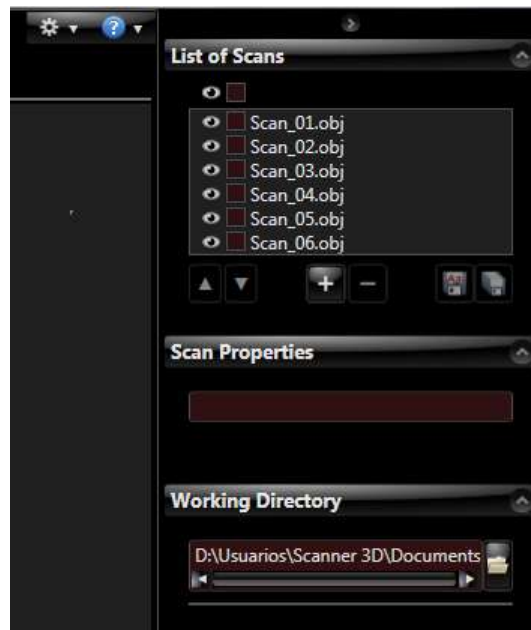 List of Scans
Scan_01.obj
Scan_02.obj
Scan_03.obj
Scan_04.obj
Scan_05.obj
Scan_06.obj
Scan Properties
Working Directory
D:\Usuarios\Scanner 3D\Documents